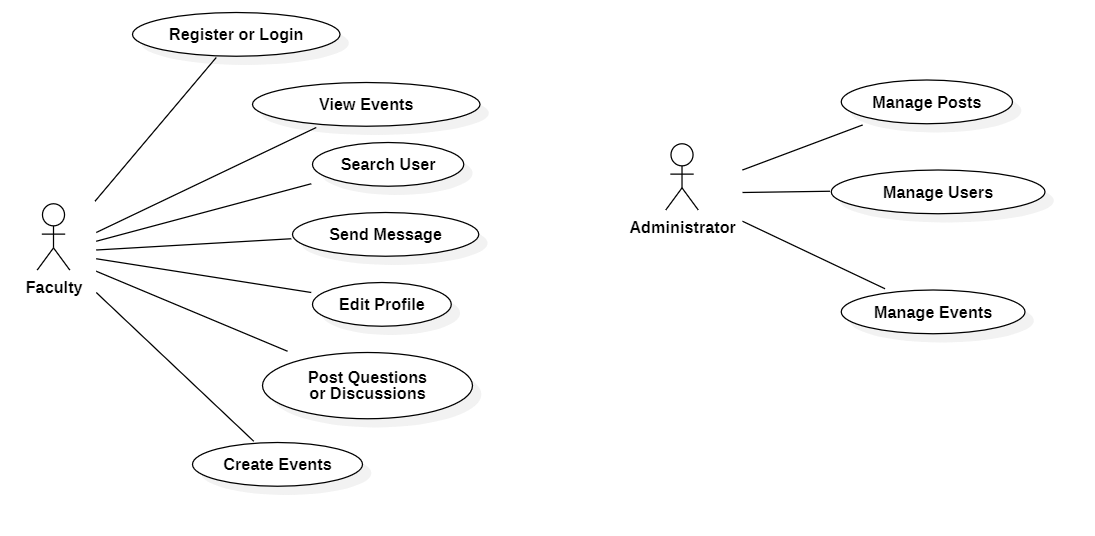 Register or Login
View Events
Search User
Send Message
Edit Profile
Post Questions
or Discussions
Create Events
Faculty
Manage Posts
Manage Users
Manage Events
Administrator